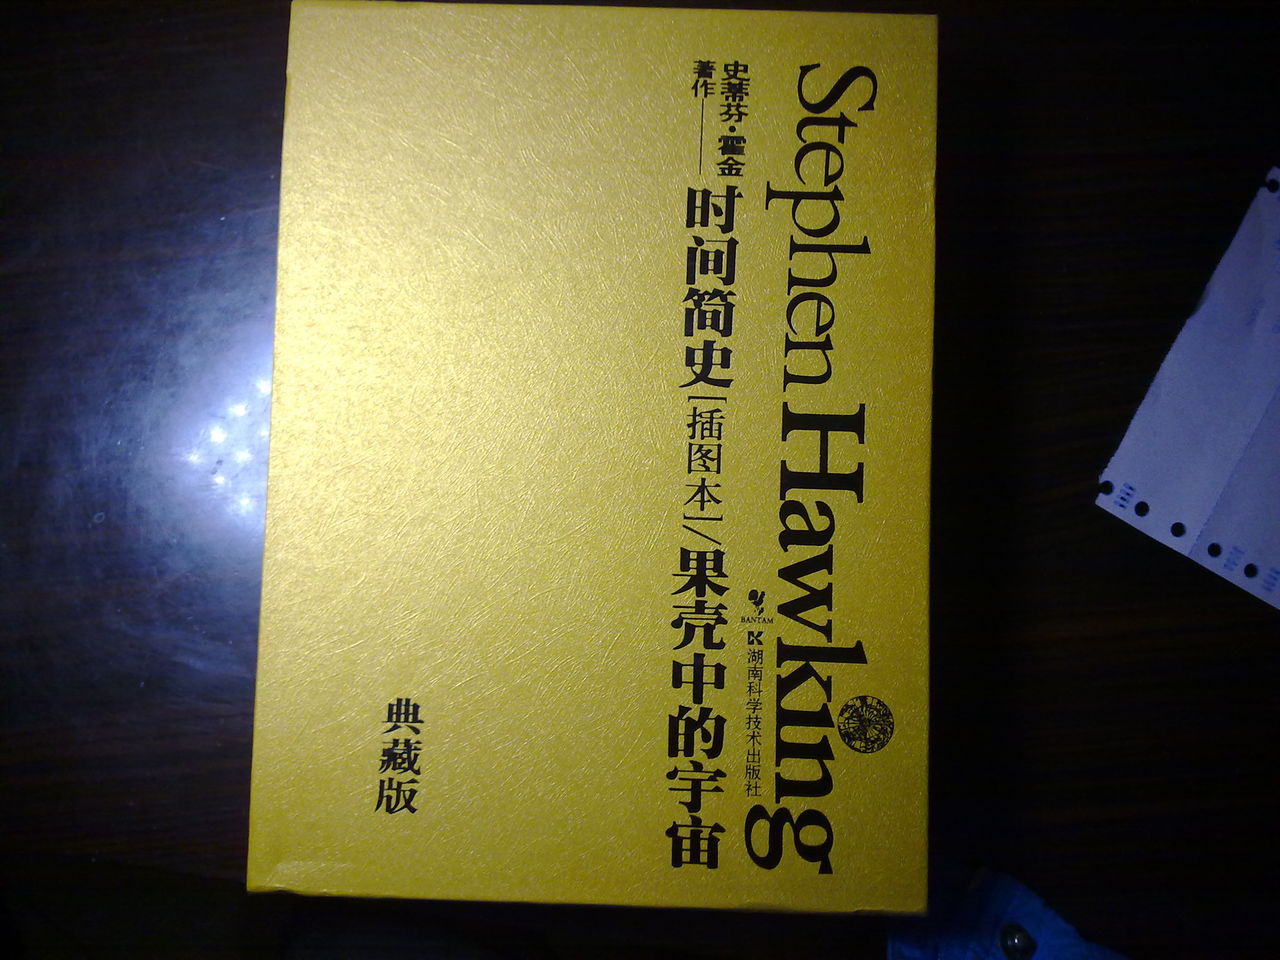 Stephen Hawking
史蒂芬·霍金
著作——时间简史[插图本]/果壳中的宇宙
BANTAM
湖南科学技术出版社
典藏版